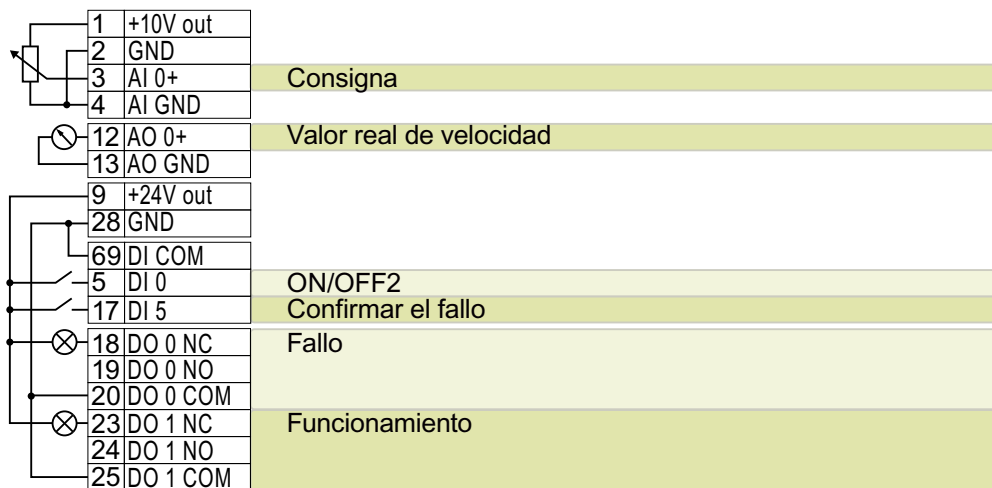 1 +10V out
2 GND
3 AI 0+ Consigna
4 AI GND
12 AO 0+ Valor real de velocidad
13 AO GND
9 +24V out
28 GND
69 DI COM
5 DI 0 ON/OFF2
17 DI 5 Confirmar el fallo
18 DO 0 NC Fallo
19 DO 0 NO
20 DO 0 COM
23 DO 1 NC Funcionamiento
24 DO 1 NO
25 DO 1 COM